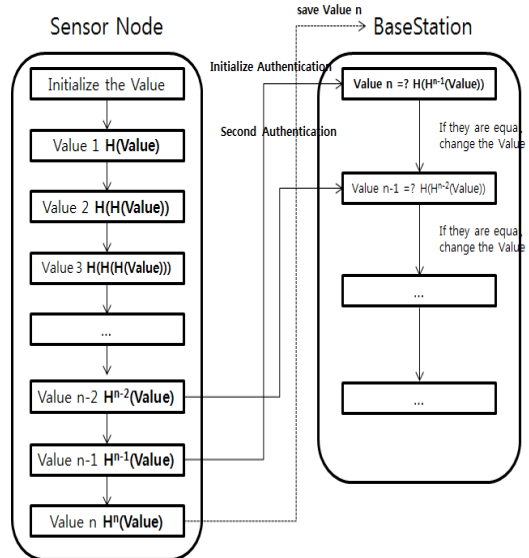 save Value n
Sensor Node
BaseStation
Initialize Authentication
Initialize the Value
Value n =? H(Hⁿ⁻¹(Value))
Second Authentication
If they are equal,
change the Value
Value 1 H(Value)
Value n-1 =? H(Hⁿ⁻²(Value))
Value 2 H(H(Value))
If they are equal,
change the Value
Value 3 H(H(H(Value)))
...
...
Value n-2 Hⁿ⁻²(Value)
...
Value n-1 Hⁿ⁻¹(Value)
Value n Hⁿ(Value)